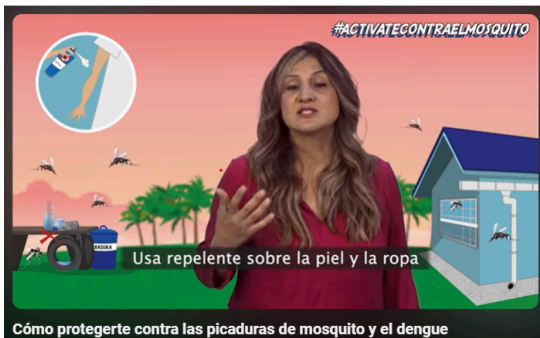 #ACTIVATECONTRAELMOSQUITO
BASURA
Usa repelente sobre la piel y la ropa
Cómo protegerte contra las picaduras de mosquito y el dengue